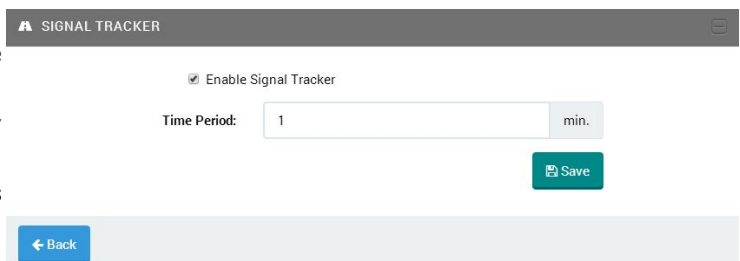 SIGNAL TRACKER
Enable Signal Tracker
Time Period: 1 min.
Save
Back